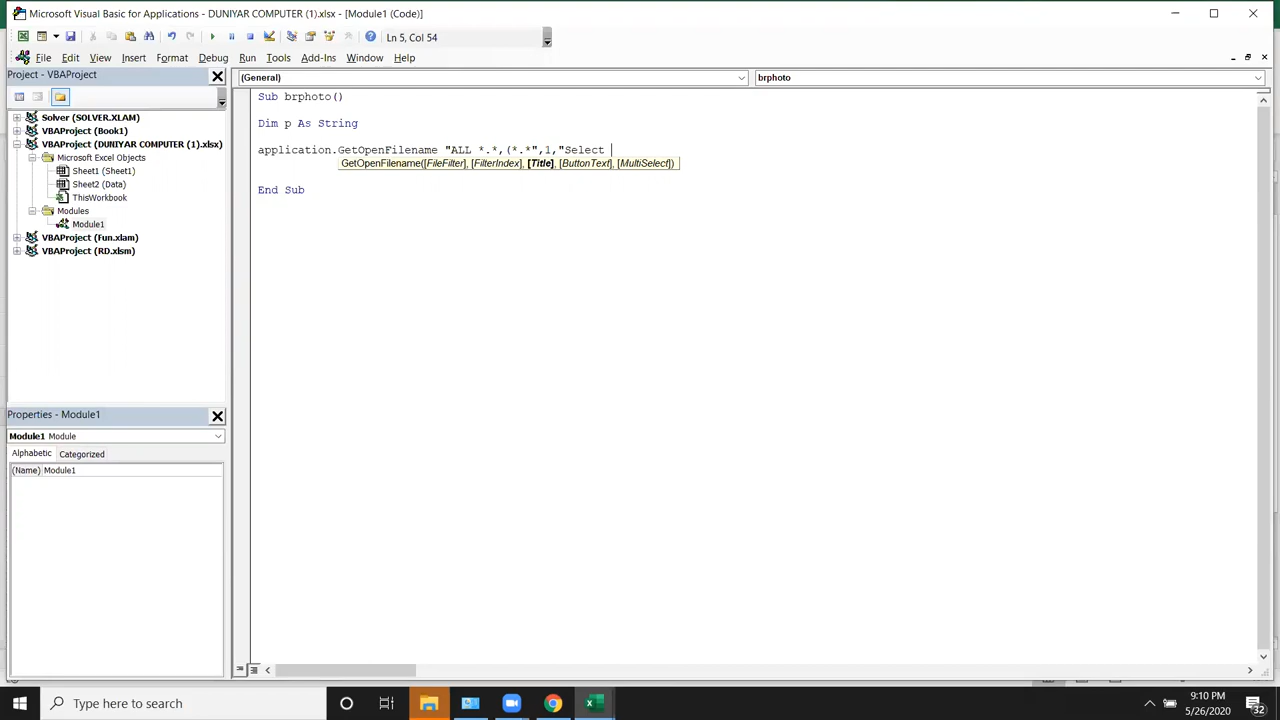 Microsoft Visual Basic for Applications - DUNIYAR COMPUTER (1).xlsx - [Module1 (Code)]
Ln 5, Col 54
File Edit View Insert Format Debug Run Tools Add-Ins Window Help
Project - VBAProject
(General)
brphoto
Solver (SOLVER.XLAM)
VBAProject (Book1)
VBAProject (DUNIYAR COMPUTER (1).xlsx)
Microsoft Excel Objects
Sheet1 (Sheet1)
Sheet2 (Data)
ThisWorkbook
Modules
Module1
VBAProject (Fun.xlam)
VBAProject (RD.xlsm)
Sub brphoto()
Dim p As String
application.GetOpenFilename "ALL *.*,(*.*",1,"Select
GetOpenFilename([FileFilter], [FilterIndex], [Title], [ButtonText], [MultiSelect])
End Sub
Properties - Module1
Module1 Module
Alphabetic Categorized
(Name) Module1
Type here to search
9:10 PM
5/26/2020
32